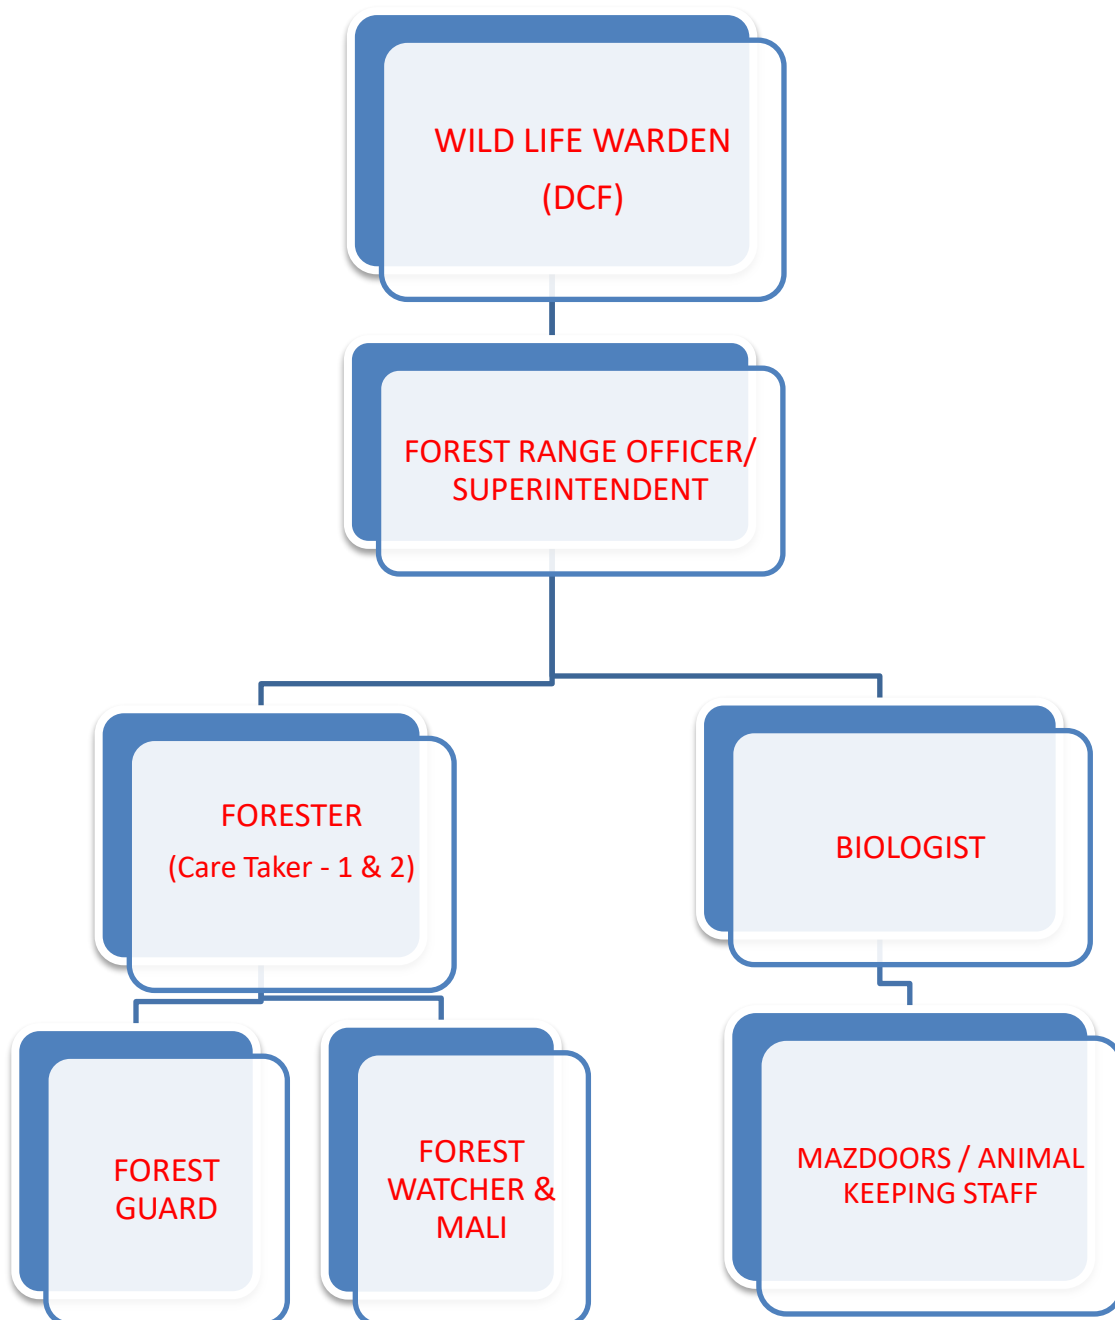 WILD LIFE WARDEN
(DCF)
FOREST RANGE OFFICER/
SUPERINTENDENT
FORESTER
(Care Taker - 1 & 2)
BIOLOGIST
FOREST
GUARD
FOREST
WATCHER &
MALI
MAZDOORS / ANIMAL
KEEPING STAFF